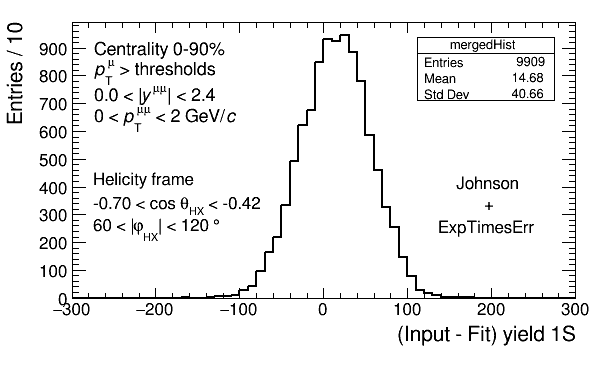 Entries / 10
900
800
700
600
500
400
300
200
100
0
Centrality 0-90%
p_T^μ > thresholds
0.0 < |y^μμ| < 2.4
0 < p_T^μμ < 2 GeV/c
mergedHist
Entries 9909
Mean 14.68
Std Dev 40.66
Helicity frame
-0.70 < cos θ_HX < -0.42
60 < |φ_HX| < 120 °
Johnson
+
ExpTimesErr
−300 −200 −100 0 100 200 300
(Input - Fit) yield 1S